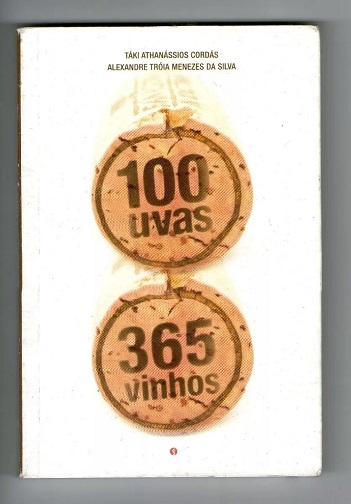 TÁKI ATHANÁSSIOS CORDÁS
ALEXANDRE TRÓIA MENEZES DA SILVA
100
uvas
365
vinhos